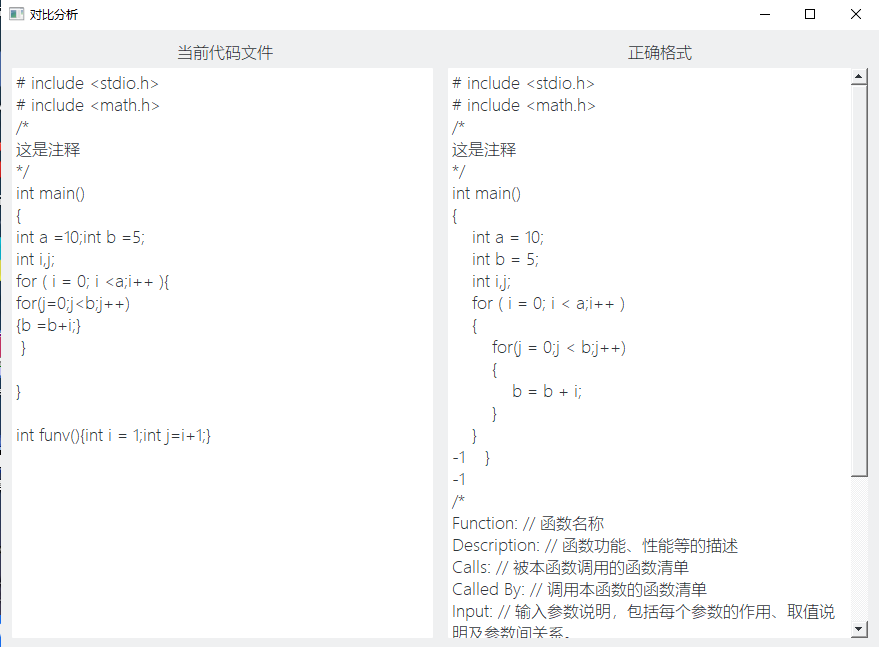 对比分析
当前代码文件
# include <stdio.h>
# include <math.h>
/*
这是注释
*/
int main()
{
int a =10;int b =5;
int i,j;
for ( i = 0; i <a;i++ ){
for(j=0;j<b;j++)
{b =b+i;}
 }

}

int funv(){int i = 1;int j=i+1;}
正确格式
# include <stdio.h>
# include <math.h>
/*
这是注释
*/
int main()
{
    int a = 10;
    int b = 5;
    int i,j;
    for ( i = 0; i < a;i++ )
    {
        for(j = 0;j < b;j++)
        {
            b = b + i;
        }
    }
-1    }
-1
/*
Function: // 函数名称
Description: // 函数功能、性能等的描述
Calls: // 被本函数调用的函数清单
Called By: // 调用本函数的函数清单
Input: // 输入参数说明，包括每个参数的作用、取值说
明及参数间关系。